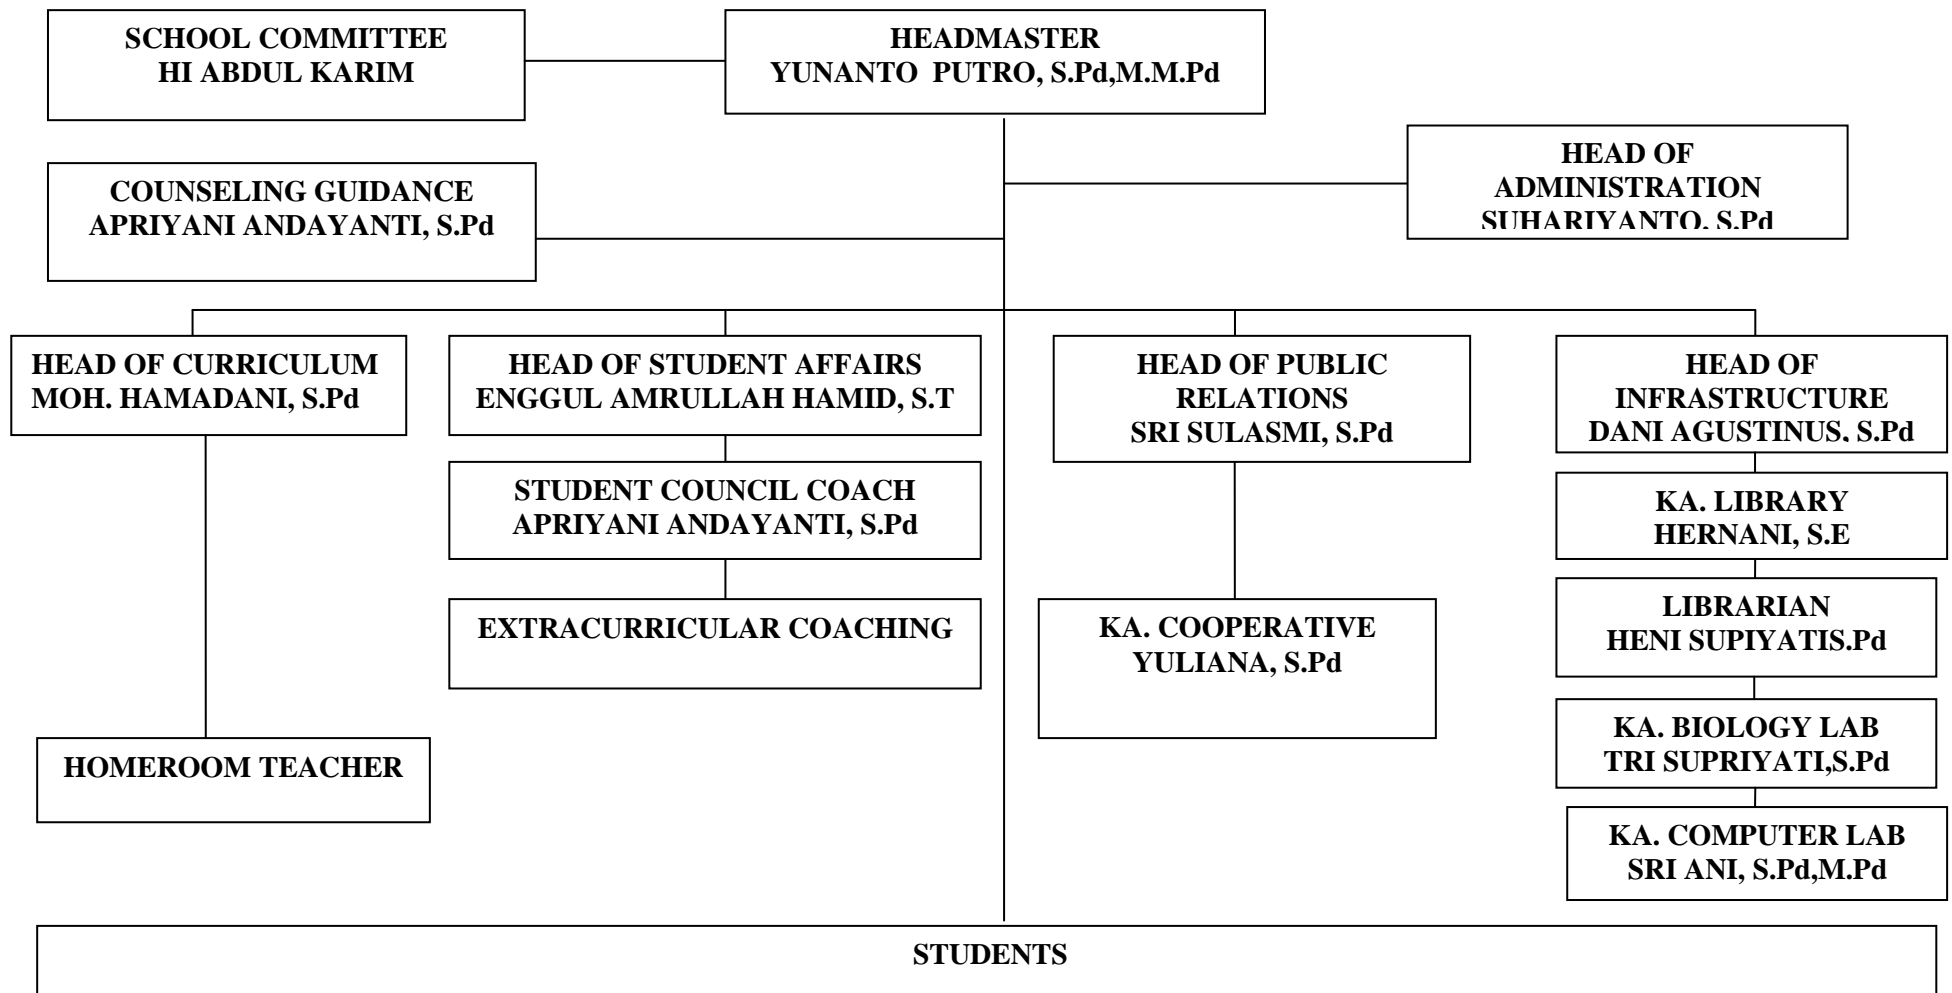 SCHOOL COMMITTEE
HI ABDUL KARIM
HEADMASTER
YUNANTO PUTRO, S.Pd,M.M.Pd
HEAD OF
ADMINISTRATION
SUHARIYANTO, S.Pd
COUNSELING GUIDANCE
APRIYANI ANDAYANTI, S.Pd
HEAD OF CURRICULUM
MOH. HAMADANI, S.Pd
HEAD OF STUDENT AFFAIRS
ENGGUL AMRULLAH HAMID, S.T
HEAD OF PUBLIC
RELATIONS
SRI SULASMI, S.Pd
HEAD OF
INFRASTRUCTURE
DANI AGUSTINUS, S.Pd
STUDENT COUNCIL COACH
APRIYANI ANDAYANTI, S.Pd
KA. LIBRARY
HERNANI, S.E
EXTRACURRICULAR COACHING
KA. COOPERATIVE
YULIANA, S.Pd
LIBRARIAN
HENI SUPIYATIS.Pd
KA. BIOLOGY LAB
TRI SUPRIYATI,S.Pd
HOMEROOM TEACHER
KA. COMPUTER LAB
SRI ANI, S.Pd,M.Pd
STUDENTS